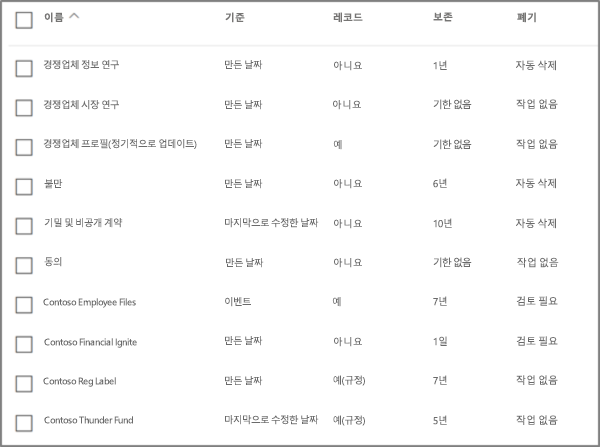 이름 기준 레코드 보존 폐기
경쟁업체 정보 연구 만든 날짜 아니요 1년 자동 삭제
경쟁업체 시장 연구 만든 날짜 아니요 기한 없음 작업 없음
경쟁업체 프로필(정기적으로 업데이트) 만든 날짜 예 기한 없음 작업 없음
불만 만든 날짜 아니요 6년 자동 삭제
기밀 및 비공개 계약 마지막으로 수정한 날짜 아니요 10년 자동 삭제
동의 만든 날짜 아니요 기한 없음 작업 없음
Contoso Employee Files 이벤트 예 7년 검토 필요
Contoso Financial Ignite 만든 날짜 아니요 1일 검토 필요
Contoso Reg Label 만든 날짜 예(규정) 7년 작업 없음
Contoso Thunder Fund 마지막으로 수정한 날짜 예(규정) 5년 작업 없음